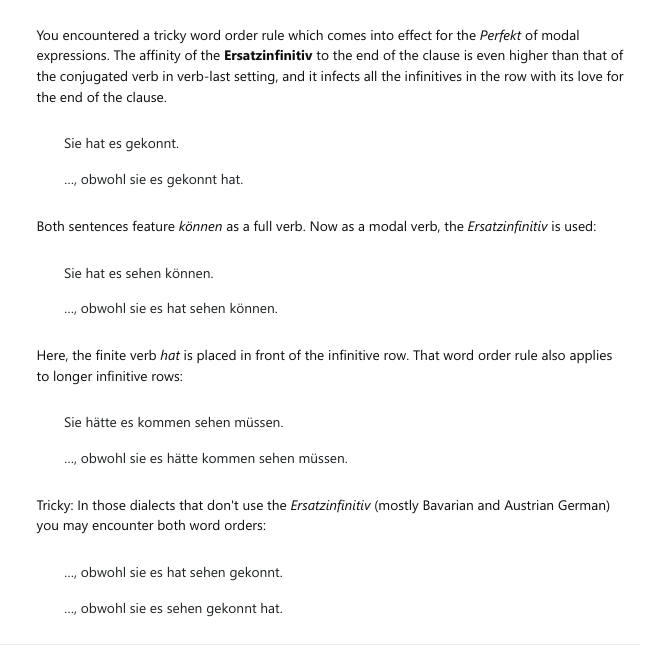 You encountered a tricky word order rule which comes into effect for the Perfekt of modal
expressions. The affinity of the Ersatzinfinitiv to the end of the clause is even higher than that of
the conjugated verb in verb-last setting, and it infects all the infinitives in the row with its love for
the end of the clause.
Sie hat es gekonnt.
..., obwohl sie es gekonnt hat.
Both sentences feature können as a full verb. Now as a modal verb, the Ersatzinfinitiv is used:
Sie hat es sehen können.
..., obwohl sie es hat sehen können.
Here, the finite verb hat is placed in front of the infinitive row. That word order rule also applies
to longer infinitive rows:
Sie hätte es kommen sehen müssen.
..., obwohl sie es hätte kommen sehen müssen.
Tricky: In those dialects that don't use the Ersatzinfinitiv (mostly Bavarian and Austrian German)
you may encounter both word orders:
..., obwohl sie es hat sehen gekonnt.
..., obwohl sie es sehen gekonnt hat.